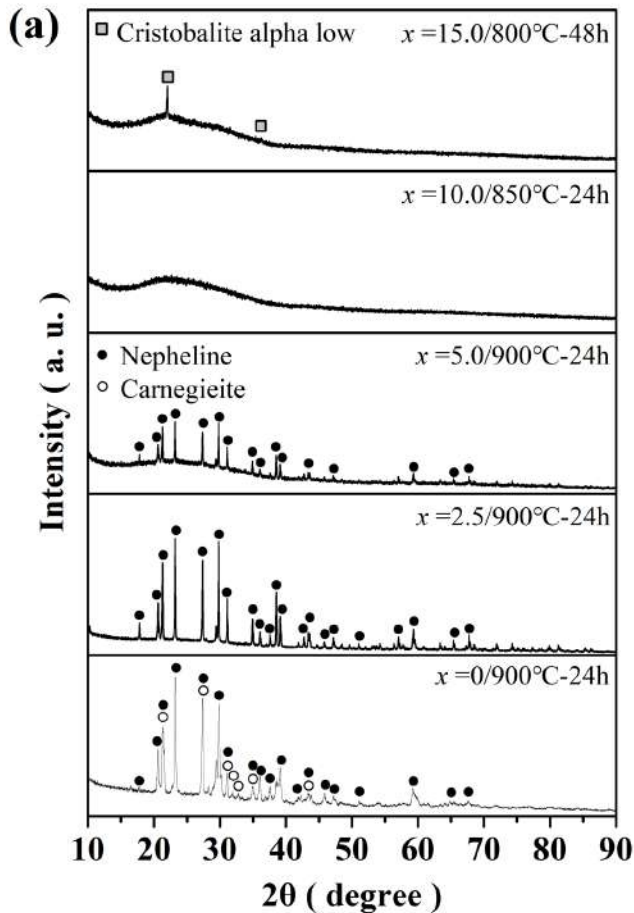 (a)
Cristobalite alpha low
x =15.0/800℃-48h
x =10.0/850℃-24h
Nepheline
x =5.0/900℃-24h
Carnegieite
x =2.5/900℃-24h
x =0/900℃-24h
Intensity ( a. u. )
10 20 30 40 50 60 70 80 90
2θ ( degree )